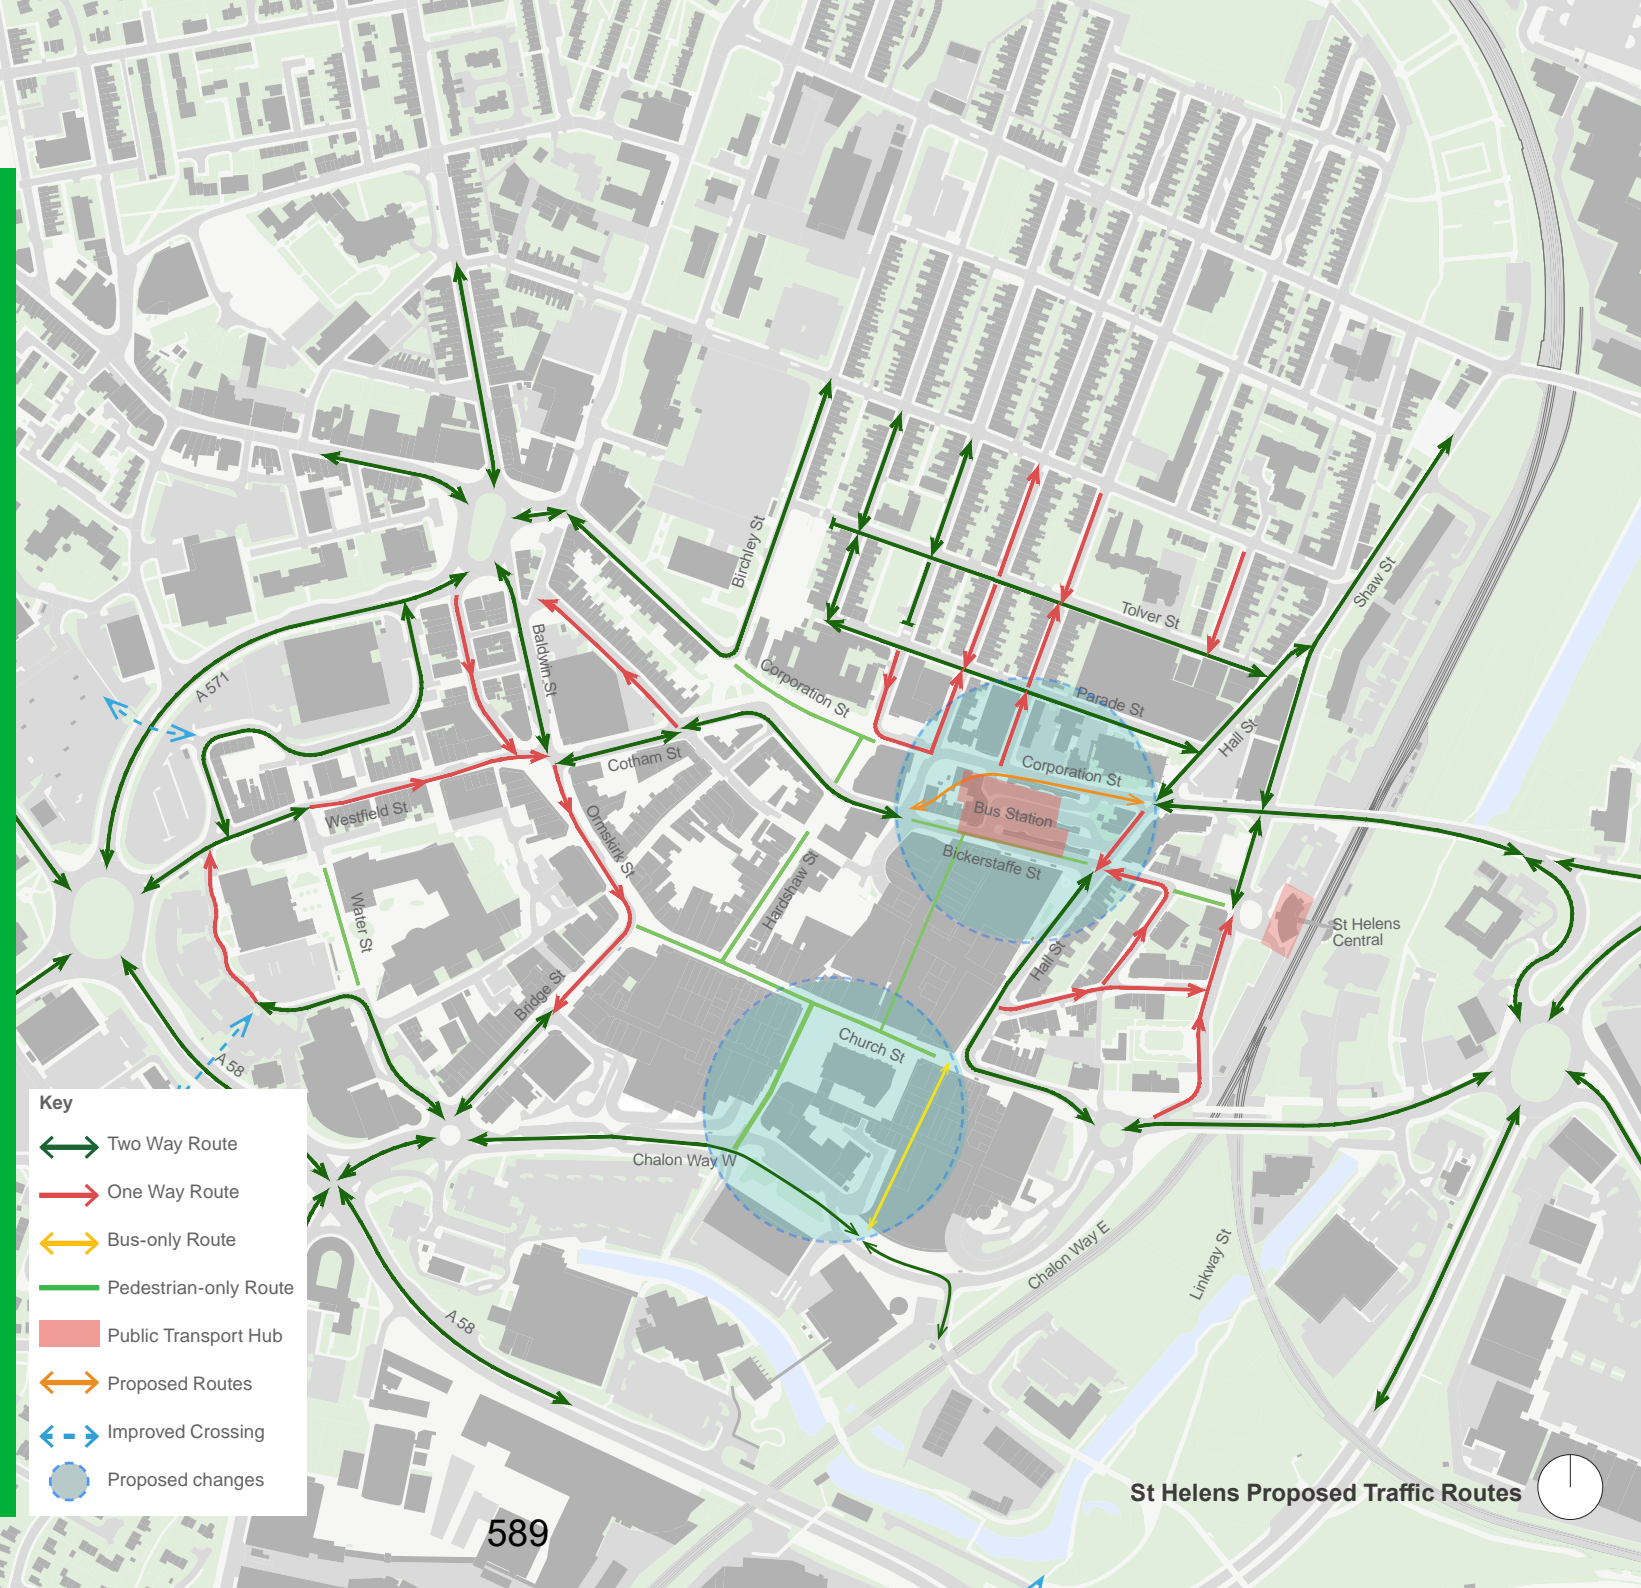 Birchley St
Tolver St
Shaw St
A 571
Baldwin St
Corporation St
Parade St
Hall St
Cotham St
Corporation St
Westfield St
Ormskirk St
Bus Station
Bickerstaffe St
Hardshaw St
Water St
St Helens
Central
Hall St
Bridge St
Church St
A 58
Chalon Way W
Chalon Way E
Linkway St
A 58
Key
Two Way Route
One Way Route
Bus-only Route
Pedestrian-only Route
Public Transport Hub
Proposed Routes
Improved Crossing
Proposed changes
St Helens Proposed Traffic Routes
589